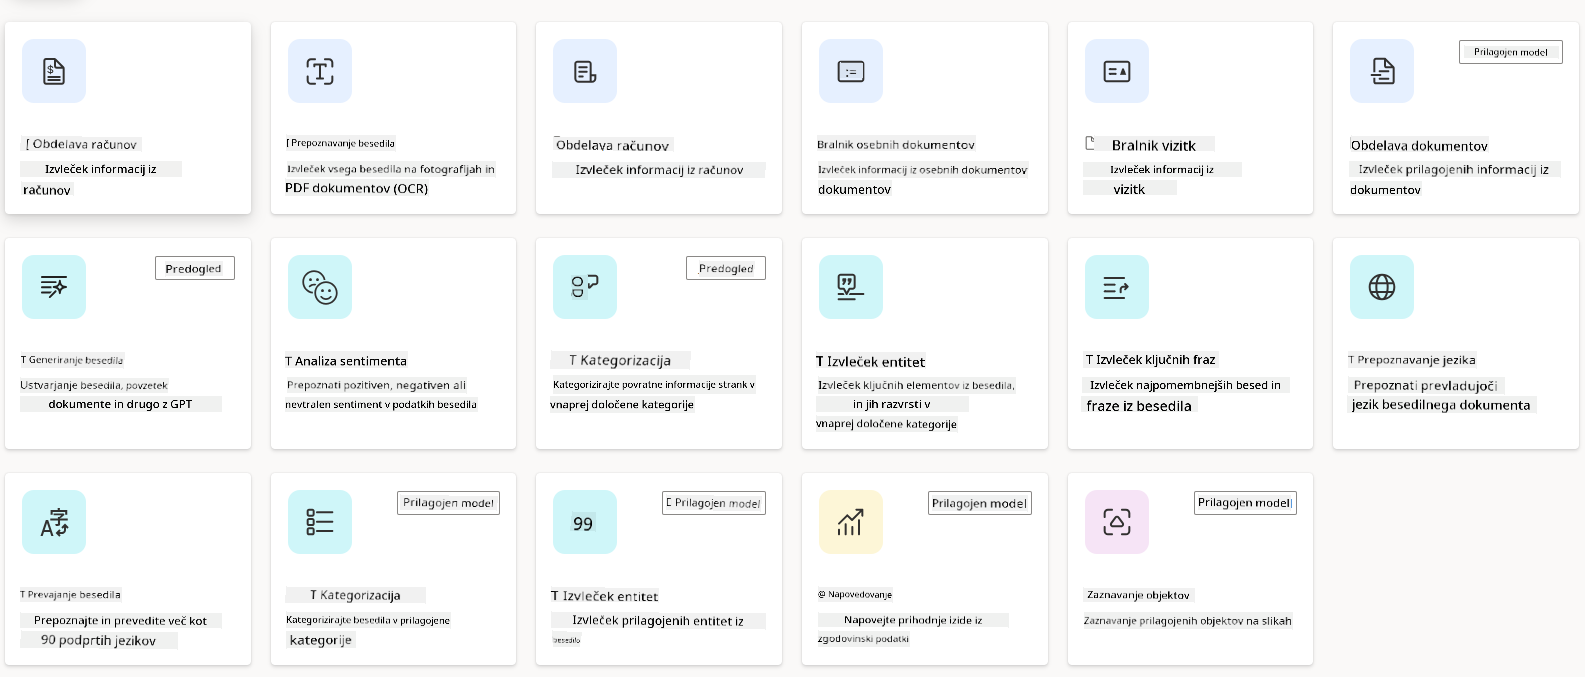 Obdelava računov
Izvleček informacij iz
računov
Prepoznavanje besedila
Izvleček vsega besedila na fotografijah in
PDF dokumentov (OCR)
Obdelava računov
Izvleček informacij iz računov
Bralnik osebnih dokumentov
Izvleček informacij iz osebnih dokumentov
dokumentov
Bralnik vizitk
Izvleček informacij iz
vizitk
Prilagojen model
Obdelava dokumentov
Izvleček prilagojenih informacij iz
dokumentov
Predogled
T Generiranje besedila
Ustvarjanje besedila, povzetek
dokumente in drugo z GPT
T Analiza sentimenta
Prepoznati pozitiven, negativen ali
nevtralen sentiment v podatkih besedila
Predogled
T Kategorizacija
Kategorizirajte povratne informacije strank v
vnaprej določene kategorije
T Izvleček entitet
Izvleček ključnih elementov iz besedila,
in jih razvrsti v
vnaprej določene kategorije
T Izvleček ključnih fraz
Izvleček najpomembnejših besed in
fraze iz besedila
T Prepoznavanje jezika
Prepoznati prevladujoči
jezik besedilnega dokumenta
T Prevajanje besedila
Prepoznajte in prevedite več kot
90 podprtih jezikov
Prilagojen model
T Kategorizacija
Kategorizirajte besedila v prilagojene
kategorije
99
Prilagojen model
T Izvleček entitet
Izvleček prilagojenih entitet iz
besedilo
Prilagojen model
@ Napovedovanje
Napovejte prihodnje izide iz
zgodovinski podatki
Prilagojen model
Zaznavanje objektov
Zaznavanje prilagojenih objektov na slikah